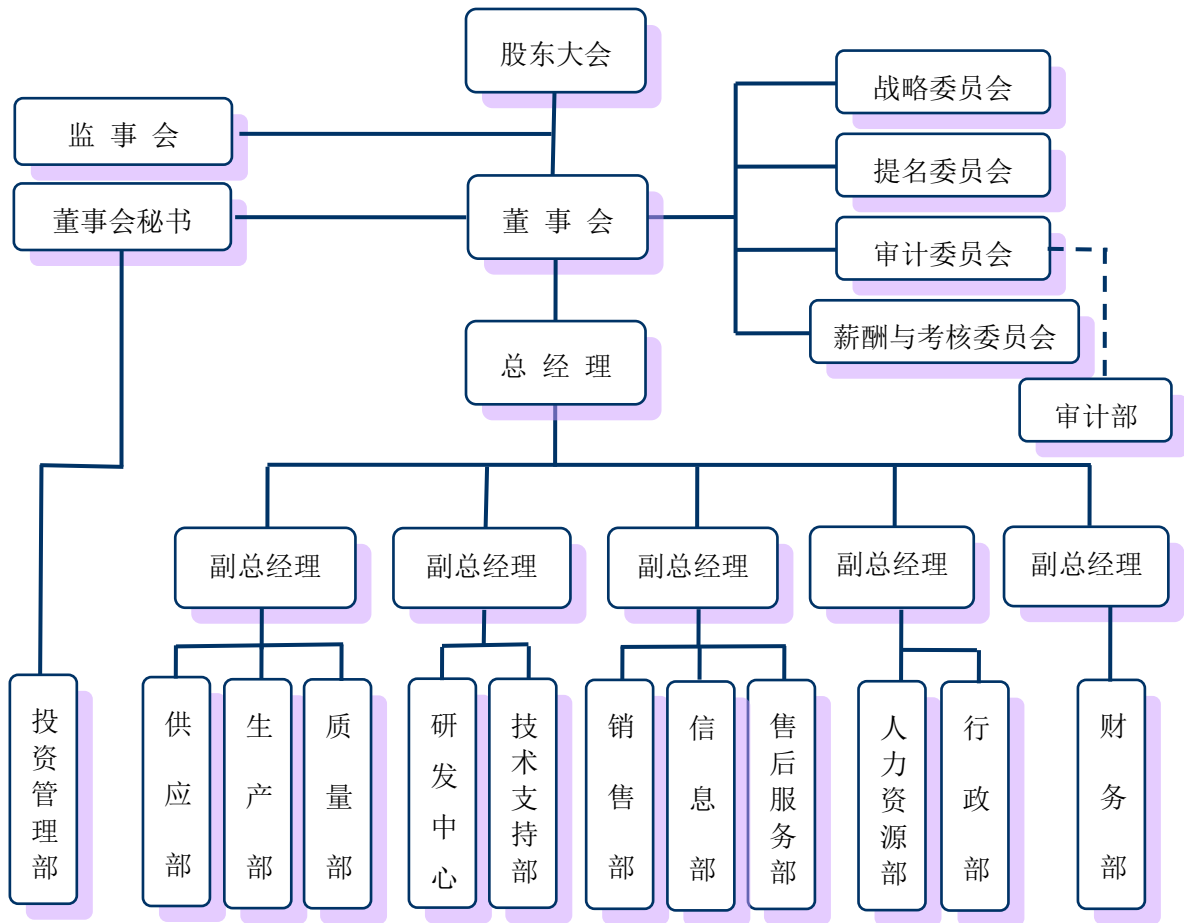 股东大会
战略委员会
监 事 会
提名委员会
董事会秘书
董 事 会
审计委员会
薪酬与考核委员会
总 经 理
审计部
副总经理
副总经理
副总经理
副总经理
副总经理
投资管理部
供应部
生产部
质量部
研发中心
技术支持部
销售部
信息部
售后服务部
人力资源部
行政部
财务部